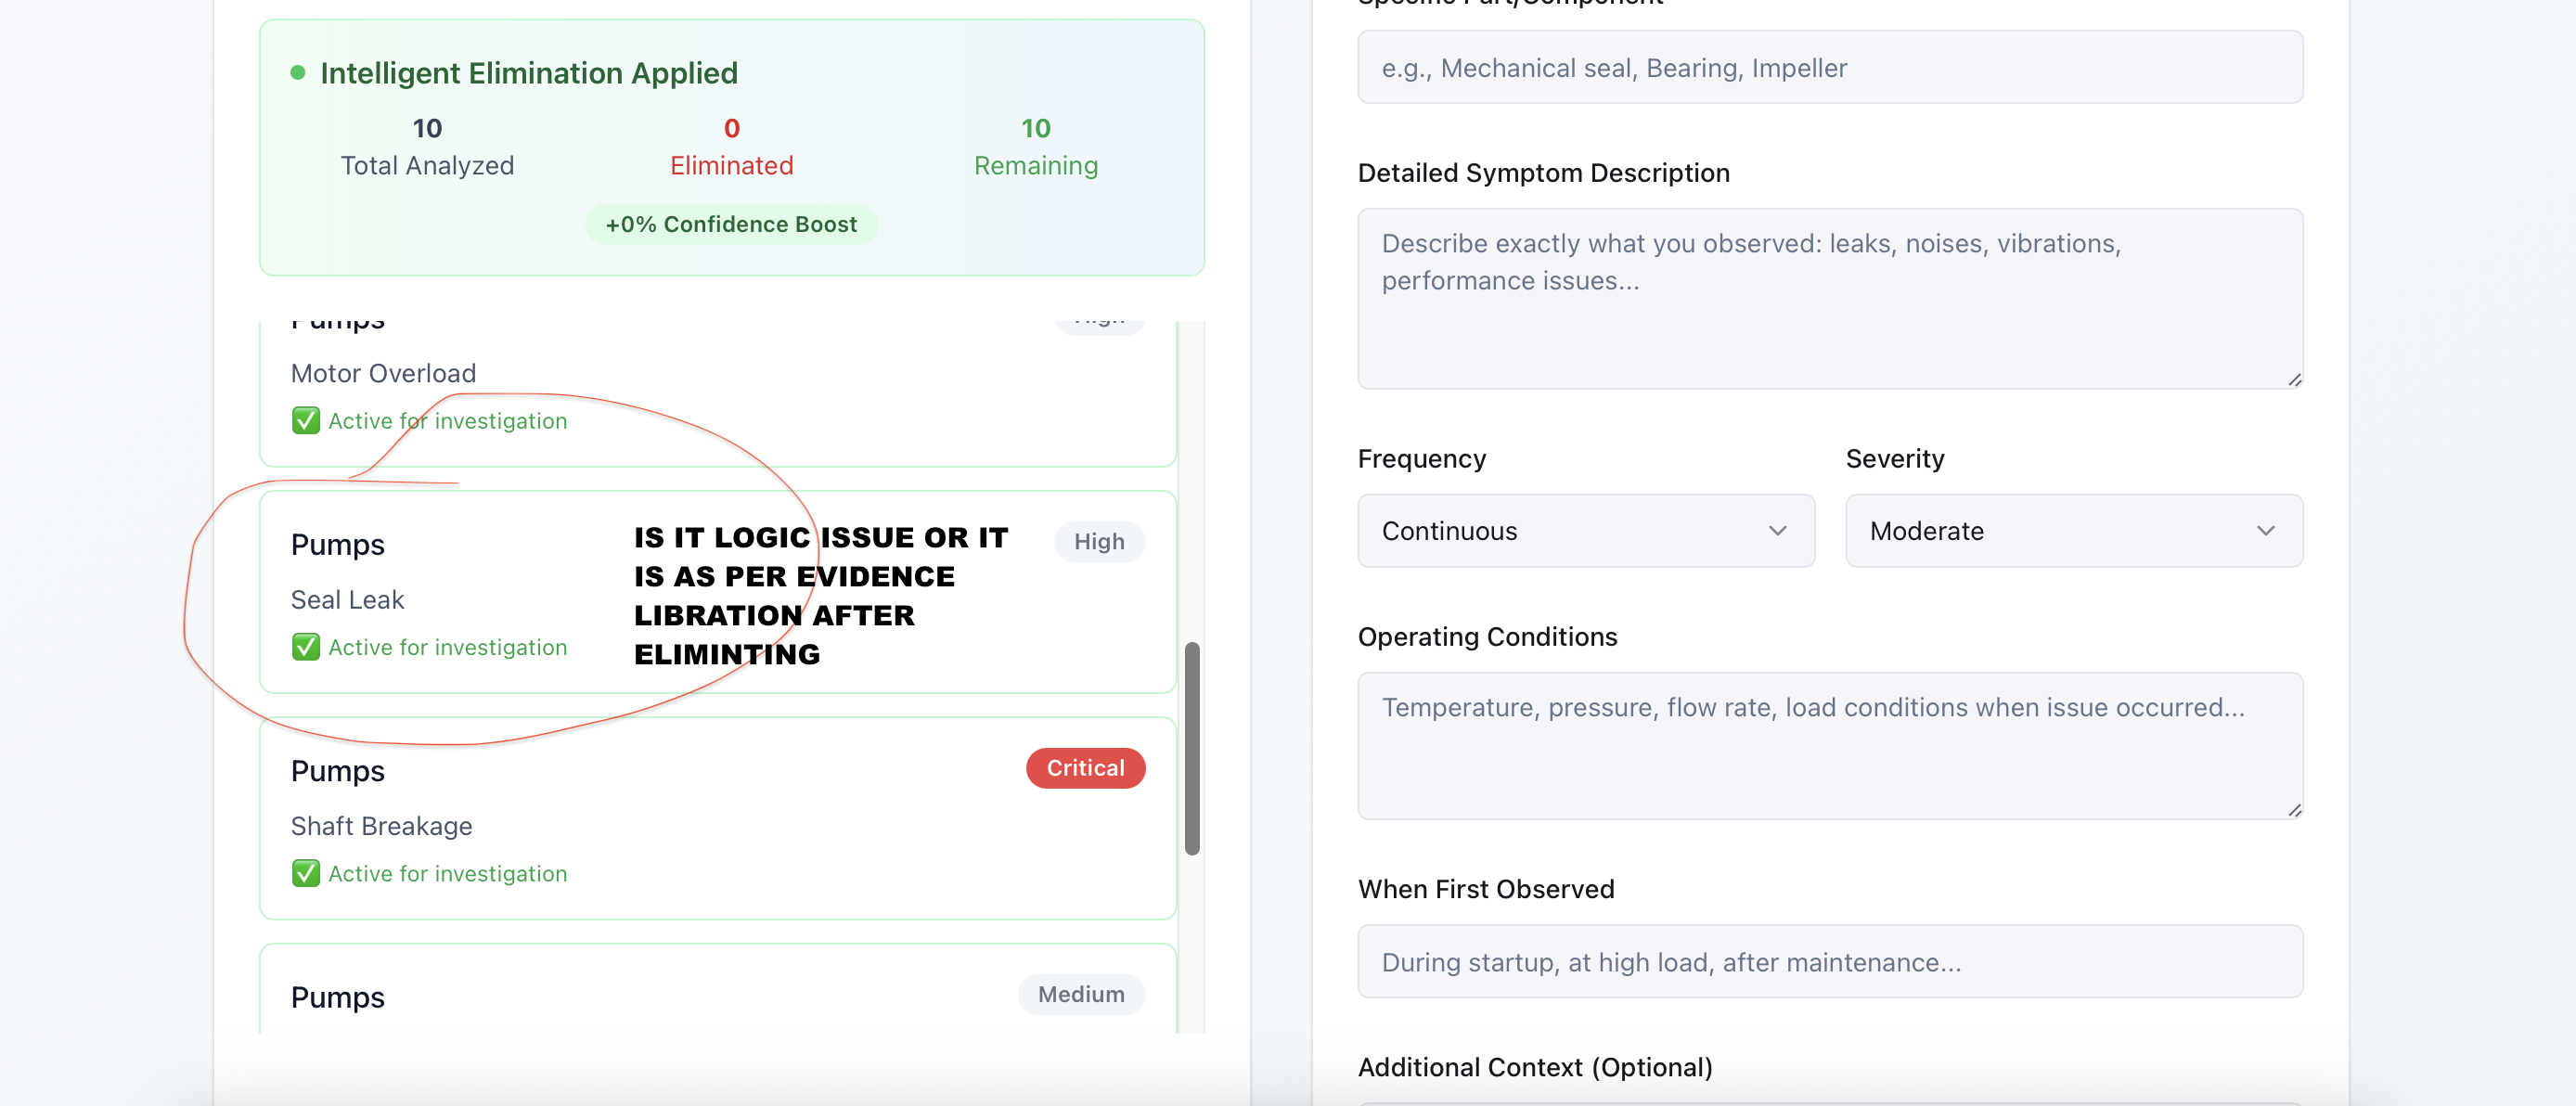 Specific Part/Component
Intelligent Elimination Applied
10
Total Analyzed
0
Eliminated
10
Remaining
+0% Confidence Boost
Pumps
High
Motor Overload
✅ Active for investigation
Pumps
High
Seal Leak
✅ Active for investigation
IS IT LOGIC ISSUE OR IT
IS AS PER EVIDENCE
LIBRATION AFTER
ELIMINTING
Pumps
Critical
Shaft Breakage
✅ Active for investigation
Pumps
Medium
e.g., Mechanical seal, Bearing, Impeller
Detailed Symptom Description
Describe exactly what you observed: leaks, noises, vibrations,
performance issues...
Frequency
Severity
Continuous
Moderate
Operating Conditions
Temperature, pressure, flow rate, load conditions when issue occurred...
When First Observed
During startup, at high load, after maintenance...
Additional Context (Optional)